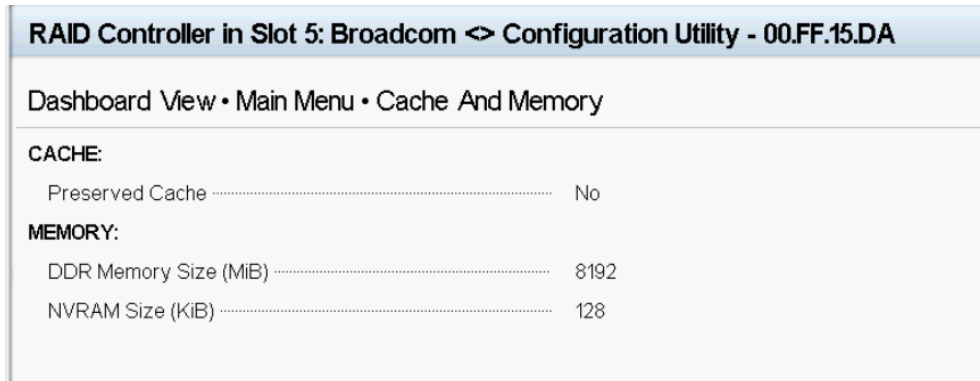 RAID Controller in Slot 5: Broadcom <> Configuration Utility - 00.FF.15.DA
Dashboard View • Main Menu • Cache And Memory
CACHE:
Preserved Cache No
MEMORY:
DDR Memory Size (MiB) 8192
NVRAM Size (KiB) 128